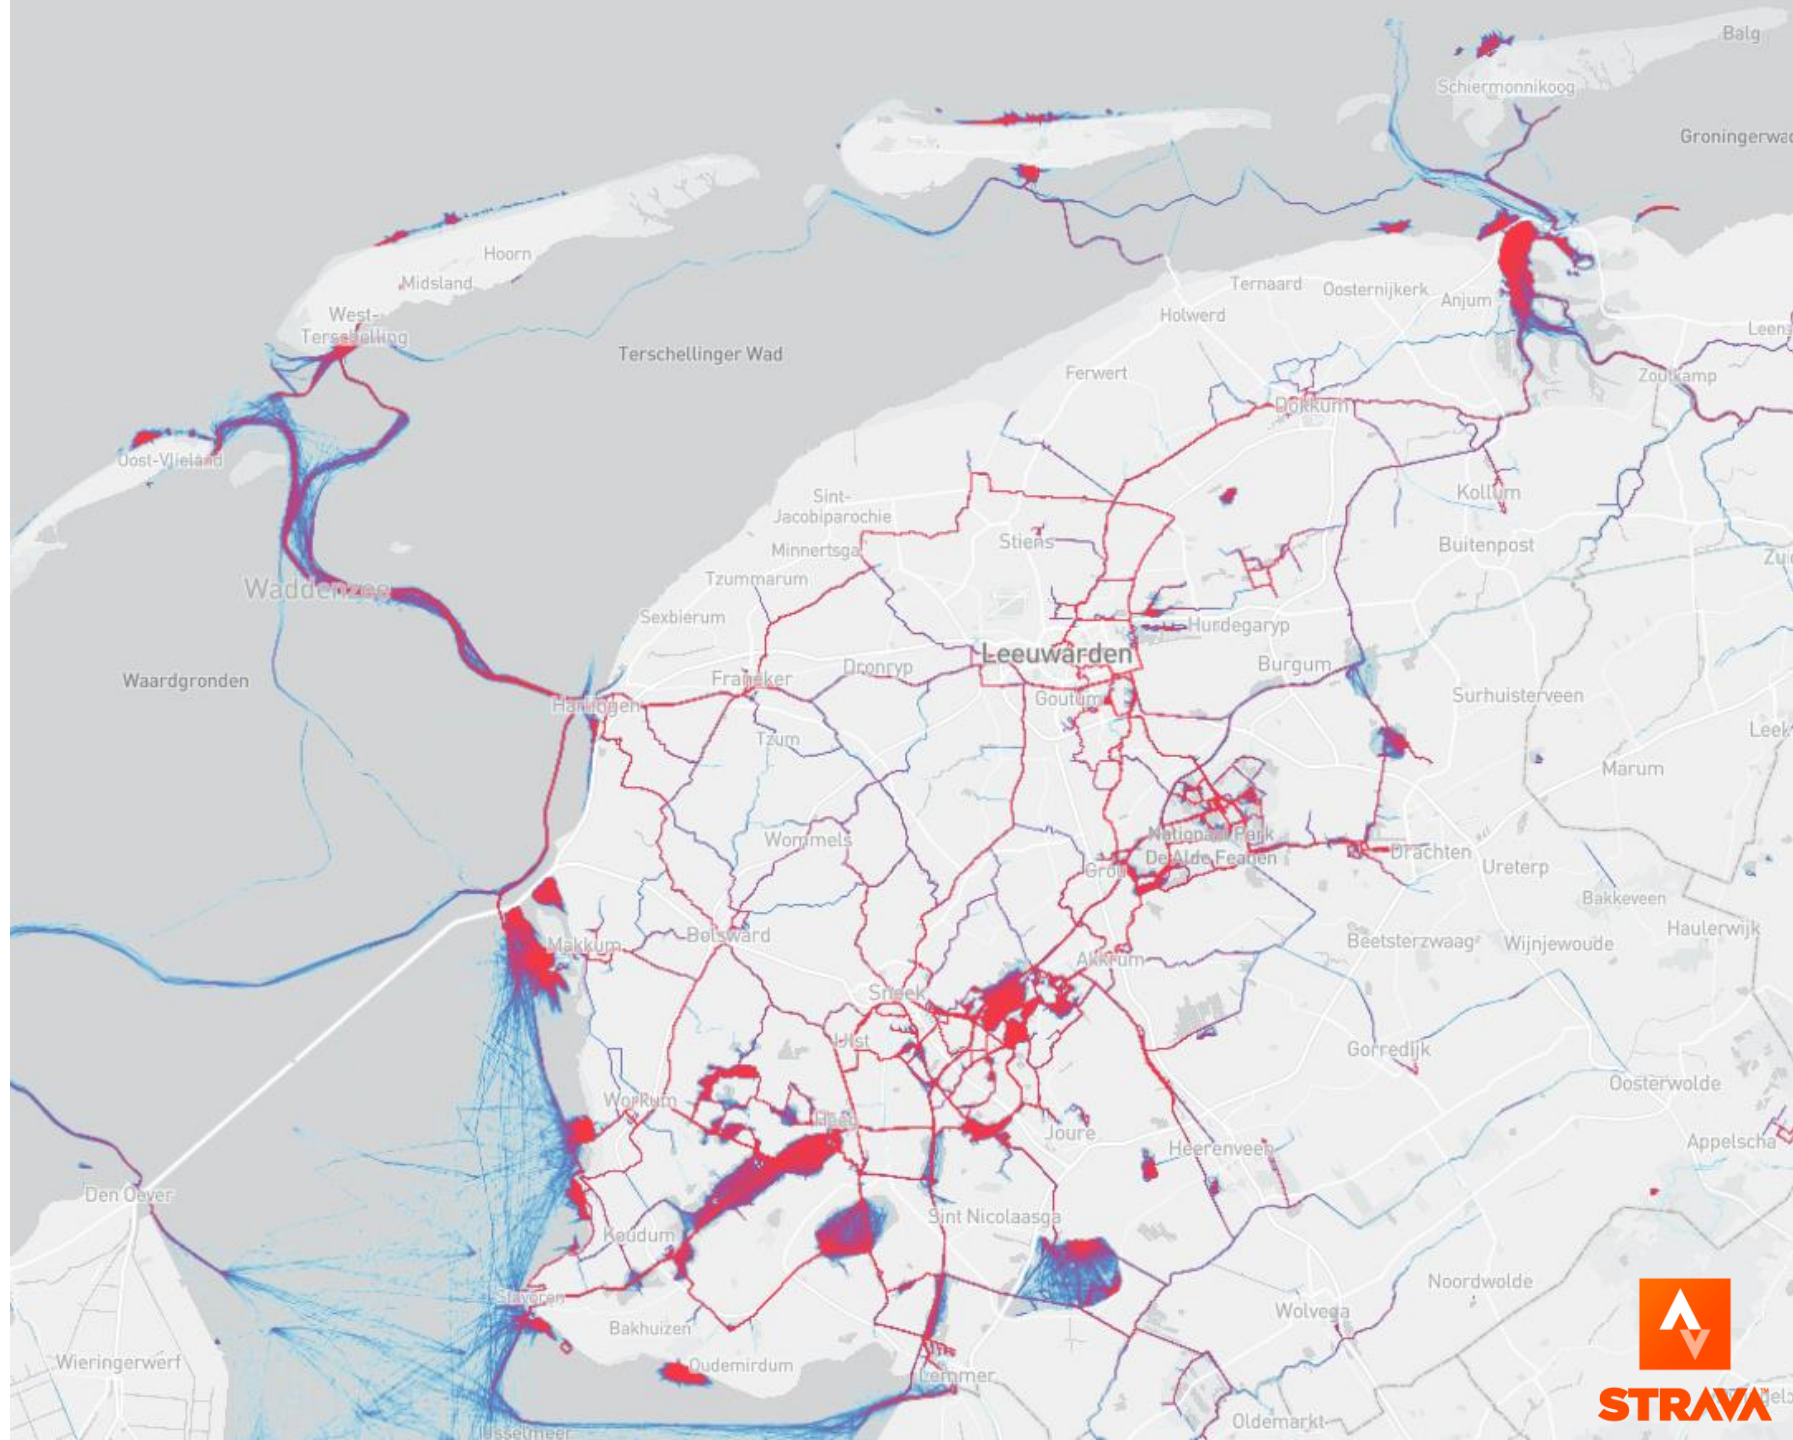 Balg
Schiermonnikoog
Groningerwad
Hoorn
Midsland
West-
Terschelling
Terschellinger Wad
Ternaard
Oosternijkerk
Anjum
Holwerd
Leens
Zoutkamp
Ferwert
Dokkum
Oost-Vlieland
Sint-
Jacobiparochie
Kollum
Stiens
Buitenpost
Minnertsga
Waddenzee
Tzummarum
Sexbierum
Hurdegaryp
Leeuwarden
Burgum
Dronryp
Franeker
Waardgronden
Surhuisterveen
Harlingen
Goutum
Leek
Tzum
Marum
Nationaal Park
De Alde Feanen
Wommels
Drachten
Grou
Ureterp
Bakkeveen
Haulerwijk
Bolsward
Makkum
Beetsterzwaag
Wijnjewoude
Akkrum
Sneek
IJlst
Gorredijk
Oosterwolde
Workum
Heeg
Joure
Heerenveen
Appelscha
Den Oever
Sint Nicolaasga
Koudum
Noordwolde
Stavoren
Wolvega
Bakhuizen
Wieringerwerf
Oudemirdum
Lemmer
STRAVA
Oldemarkt
IJsselmeer